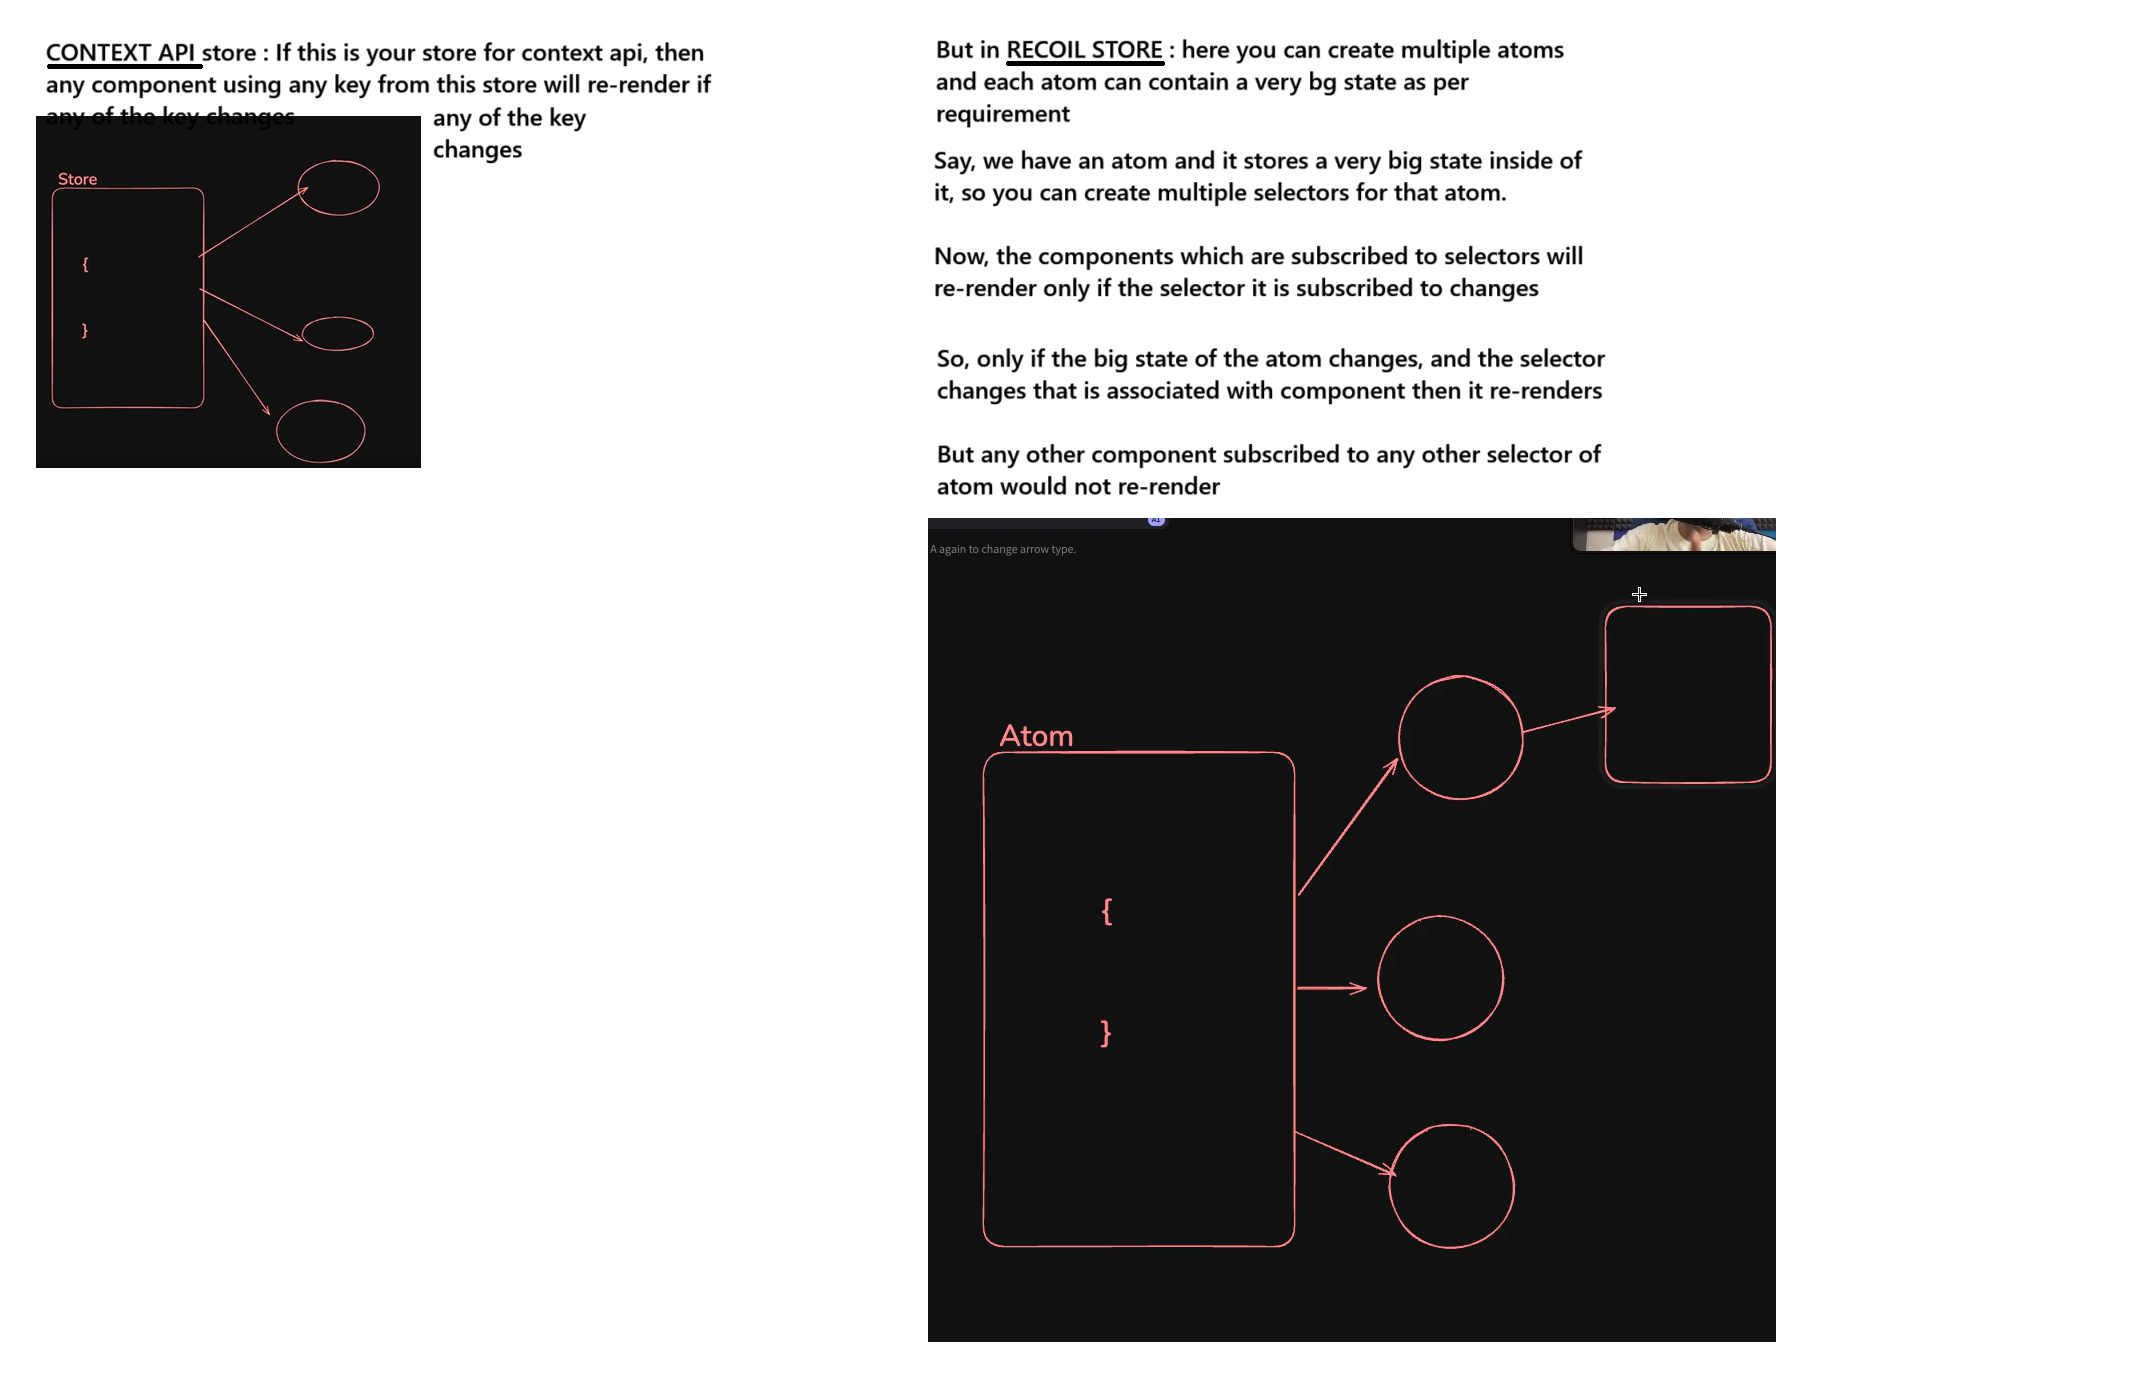 CONTEXT API store : If this is your store for context api, then
any component using any key from this store will re-render if
any of the key changes
any of the key
changes
Store
{
}
But in RECOIL STORE : here you can create multiple atoms
and each atom can contain a very bg state as per
requirement
Say, we have an atom and it stores a very big state inside of
it, so you can create multiple selectors for that atom.
Now, the components which are subscribed to selectors will
re-render only if the selector it is subscribed to changes
So, only if the big state of the atom changes, and the selector
changes that is associated with component then it re-renders
But any other component subscribed to any other selector of
atom would not re-render
AI
A again to change arrow type.
Atom
{
}